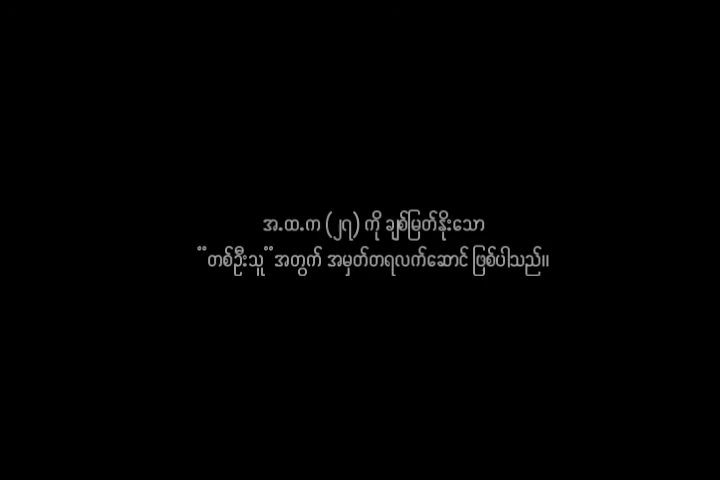 အ.ထ.က (၂၇) ကို ချစ်မြတ်နိုးသော
“တစ်ဦးသူ” အတွက် အမှတ်တရလက်ဆောင် ဖြစ်ပါသည်။